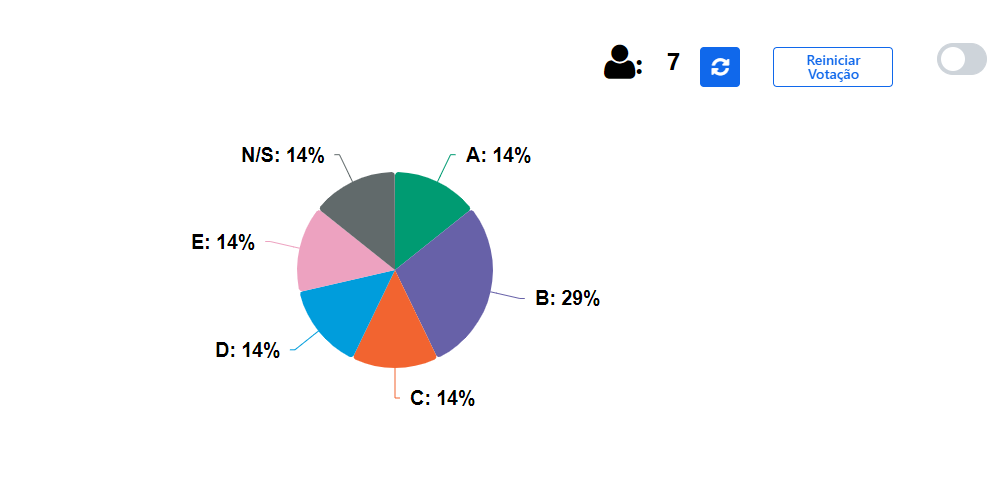 : 7
Reiniciar
Votação
N/S: 14%
A: 14%
E: 14%
B: 29%
D: 14%
C: 14%